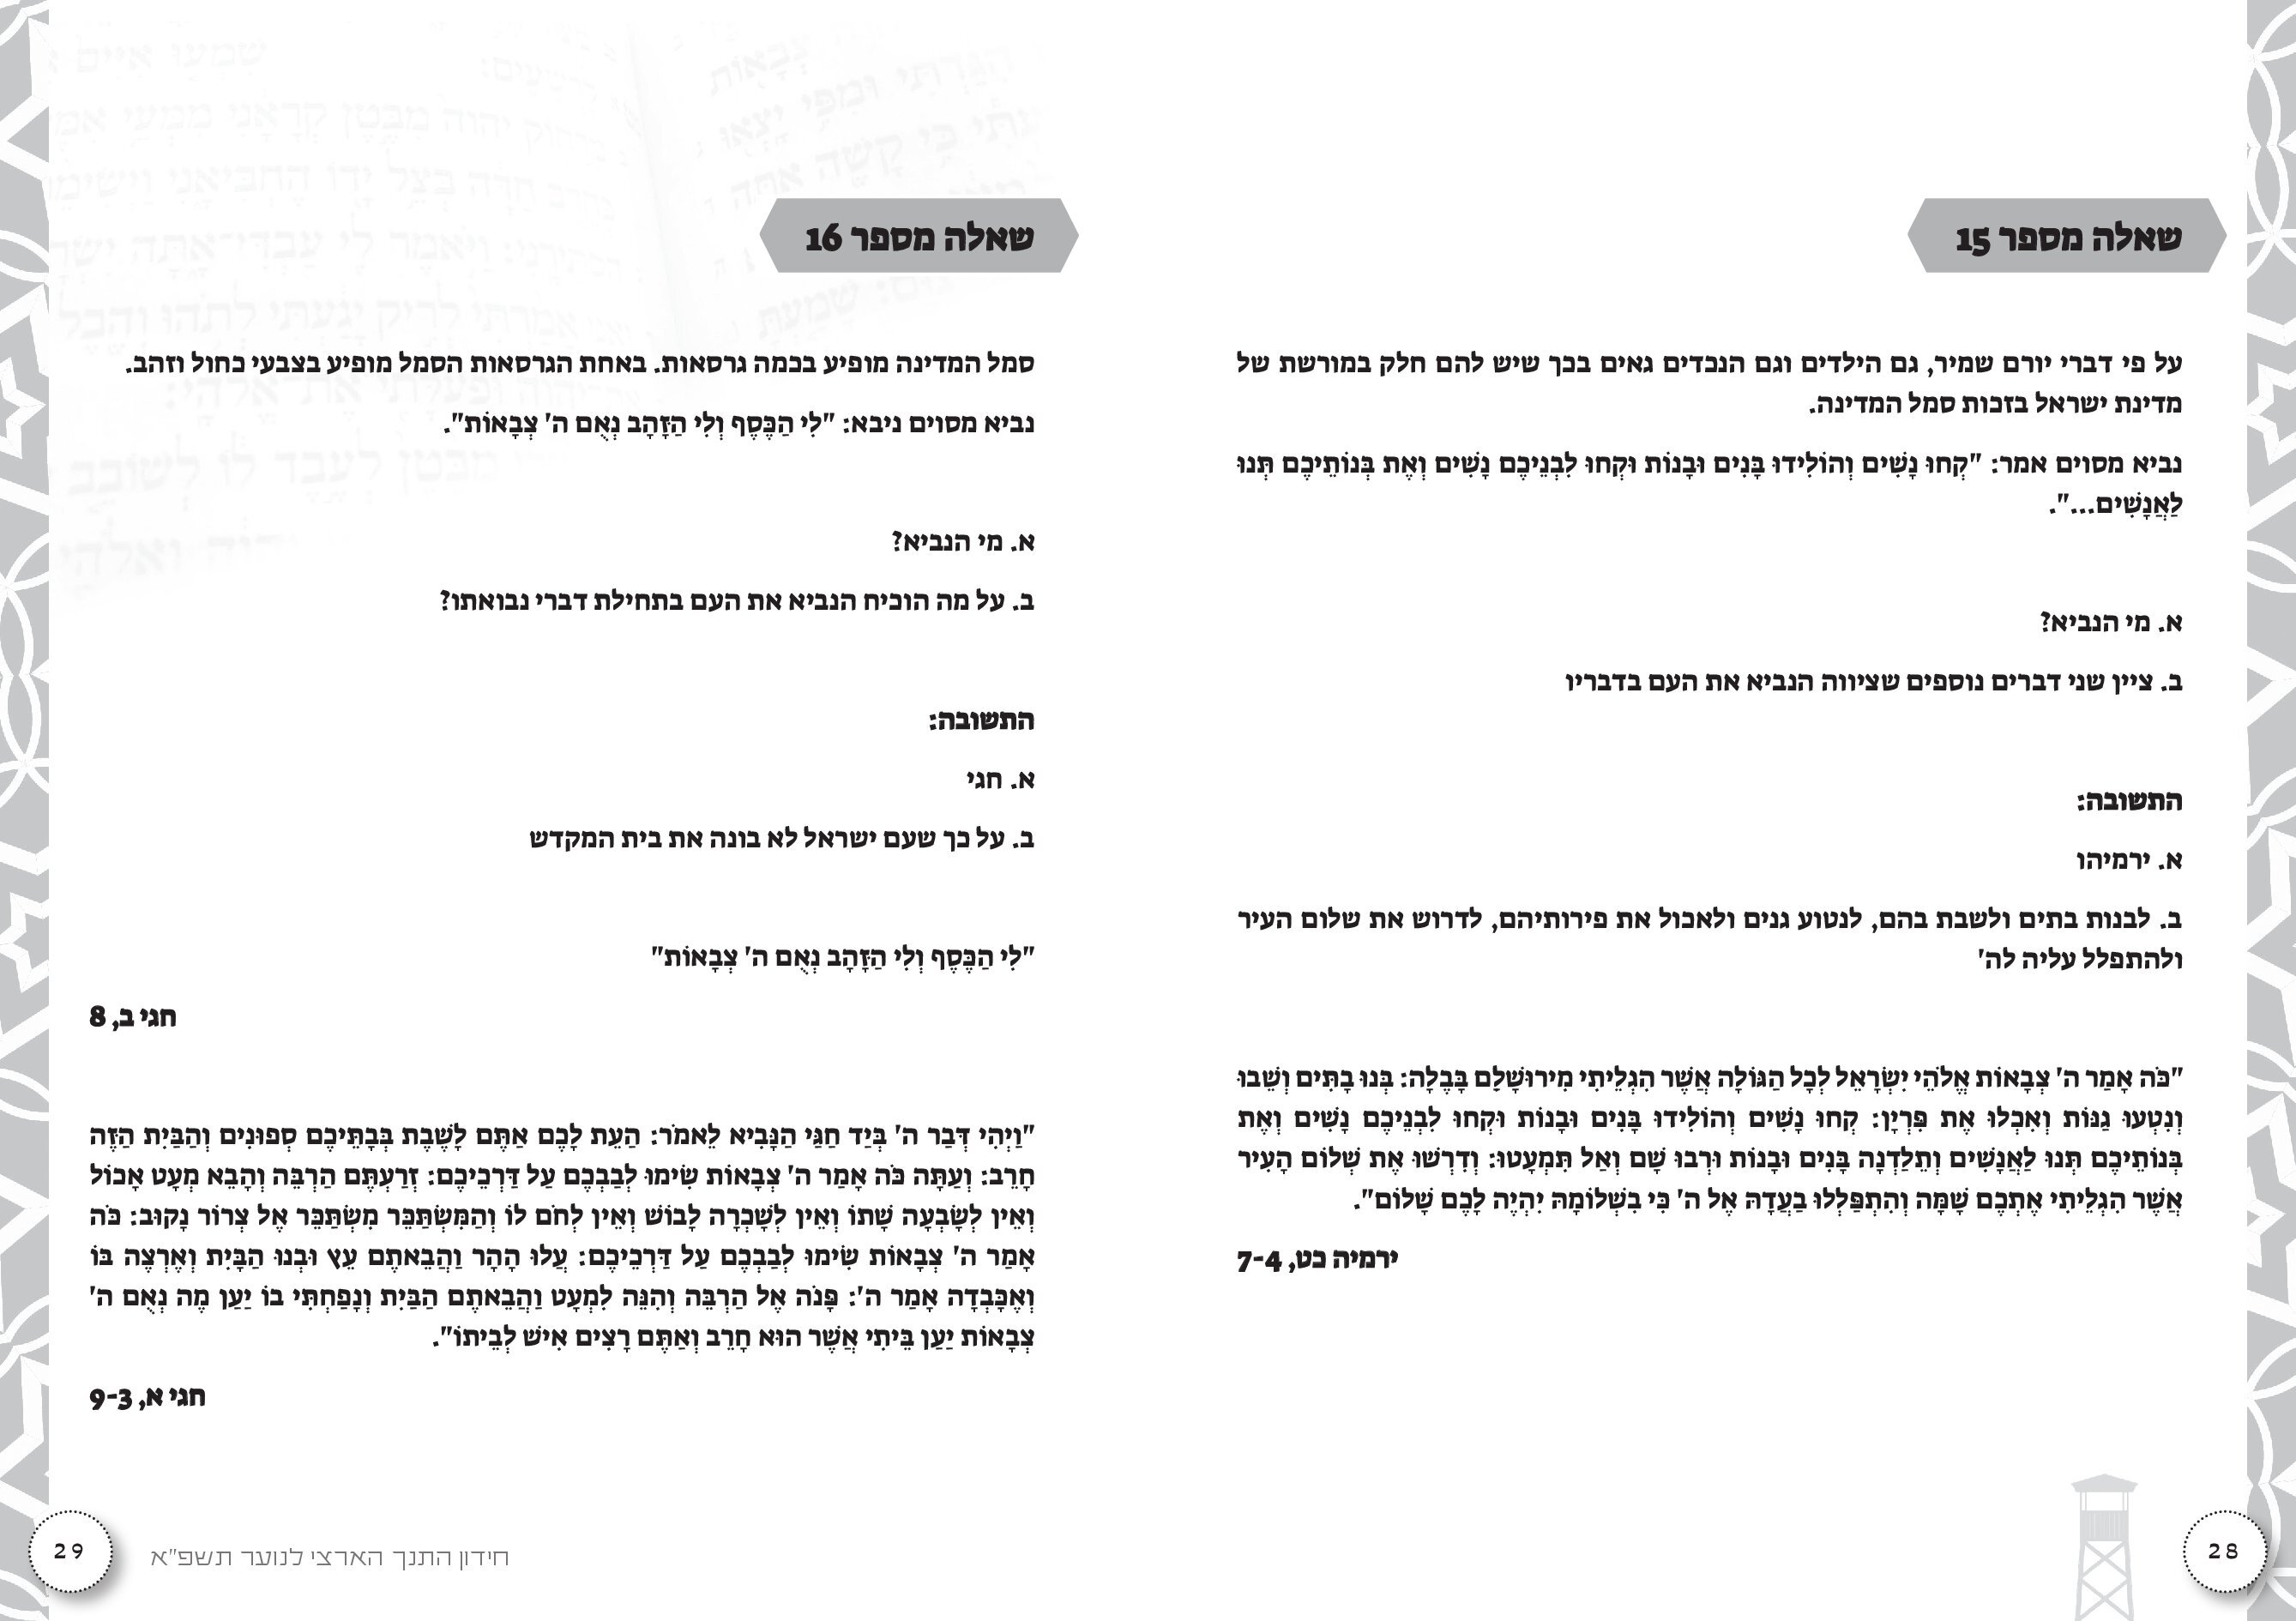 שאלה מספר 15
על פי דברי יורם שמיר, גם הילדים וגם הנכדים גאים בכך שיש להם חלק במורשת של
מדינת ישראל בזכות סמל המדינה.
נביא מסוים אמר: "קְחוּ נָשִׁים וְהוֹלִידוּ בָּנִים וּבָנוֹת וּקְחוּ לִבְנֵיכֶם נָשִׁים וְאֶת בְּנוֹתֵיכֶם תְּנוּ
לַאֲנָשִׁים...".
א. מי הנביא?
ב. ציין שני דברים נוספים שציווה הנביא את העם בדבריו
התשובה:
א. ירמיהו
ב. לבנות בתים ולשבת בהם, לנטוע גנים ולאכול את פירותיהם, לדרוש את שלום העיר
ולהתפלל עליה לה'
"כֹּה אָמַר ה' צְבָאוֹת אֱלֹהֵי יִשְׂרָאֵל לְכָל הַגּוֹלָה אֲשֶׁר הִגְלֵיתִי מִירוּשָׁלִַם בָּבֶלָה: בְּנוּ בָתִּים וְשֵׁבוּ
וְנִטְעוּ גַנּוֹת וְאִכְלוּ אֶת פִּרְיָן: קְחוּ נָשִׁים וְהוֹלִידוּ בָּנִים וּבָנוֹת וּקְחוּ לִבְנֵיכֶם נָשִׁים וְאֶת
בְּנוֹתֵיכֶם תְּנוּ לַאֲנָשִׁים וְתֵלַדְנָה בָּנִים וּבָנוֹת וּרְבוּ שָׁם וְאַל תִּמְעָטוּ: וְדִרְשׁוּ אֶת שְׁלוֹם הָעִיר
אֲשֶׁר הִגְלֵיתִי אֶתְכֶם שָׁמָּה וְהִתְפַּלְלוּ בַעֲדָהּ אֶל ה' כִּי בִשְׁלוֹמָהּ יִהְיֶה לָכֶם שָׁלוֹם".
ירמיה כט, 7-4
28
שאלה מספר 16
סמל המדינה מופיע בכמה גרסאות. באחת הגרסאות הסמל מופיע בצבעי כחול וזהב.
נביא מסוים ניבא: "לִי הַכֶּסֶף וְלִי הַזָּהָב נְאֻם ה' צְבָאוֹת".
א. מי הנביא?
ב. על מה הוכיח הנביא את העם בתחילת דברי נבואתו?
התשובה:
א. חגי
ב. על כך שעם ישראל לא בונה את בית המקדש
"לִי הַכֶּסֶף וְלִי הַזָּהָב נְאֻם ה' צְבָאוֹת"
חגי ב, 8
"וַיְהִי דְּבַר ה' בְּיַד חַגַּי הַנָּבִיא לֵאמֹר: הַעֵת לָכֶם אַתֶּם לָשֶׁבֶת בְּבָתֵּיכֶם סְפוּנִים וְהַבַּיִת הַזֶּה
חָרֵב: וְעַתָּה כֹּה אָמַר ה' צְבָאוֹת שִׂימוּ לְבַבְכֶם עַל דַּרְכֵיכֶם: זְרַעְתֶּם הַרְבֵּה וְהָבֵא מְעָט אָכוֹל
וְאֵין לְשָׂבְעָה שָׁתוֹ וְאֵין לְשָׁכְרָה לָבוֹשׁ וְאֵין לְחֹם לוֹ וְהַמִּשְׂתַּכֵּר מִשְׂתַּכֵּר אֶל צְרוֹר נָקוּב: כֹּה
אָמַר ה' צְבָאוֹת שִׂימוּ לְבַבְכֶם עַל דַּרְכֵיכֶם: עֲלוּ הָהָר וַהֲבֵאתֶם עֵץ וּבְנוּ הַבָּיִת וְאֶרְצֶה בּוֹ
וְאֶכָּבְדָה אָמַר ה': פָּנֹה אֶל הַרְבֵּה וְהִנֵּה לִמְעָט וַהֲבֵאתֶם הַבַּיִת וְנָפַחְתִּי בוֹ יַעַן מֶה נְאֻם ה'
צְבָאוֹת יַעַן בֵּיתִי אֲשֶׁר הוּא חָרֵב וְאַתֶּם רָצִים אִישׁ לְבֵיתוֹ".
חגי א, 9-3
חידון התנך הארצי לנוער תשפ"א
29